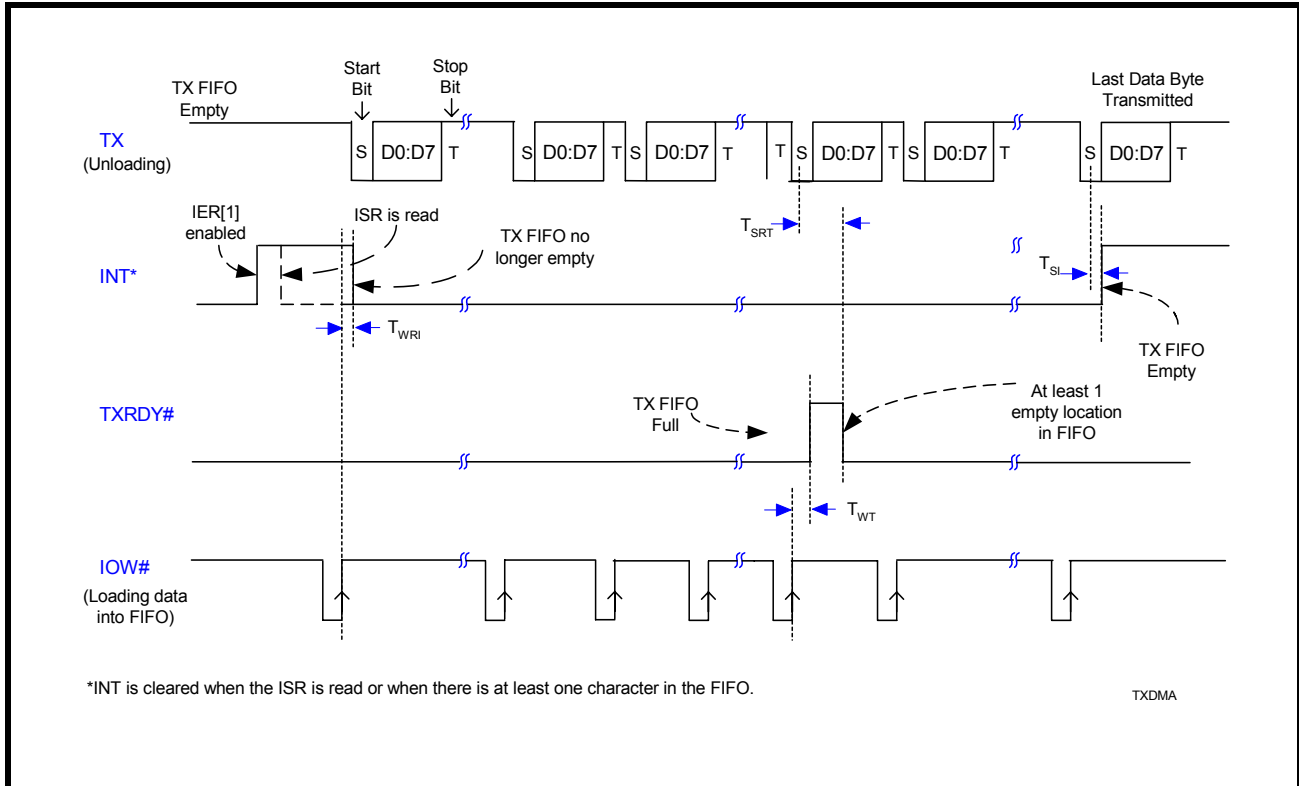 TX FIFO
Empty
Start
Bit
Stop
Bit
Last Data Byte
Transmitted
TX
(Unloading)
S D0:D7 T S D0:D7 T S D0:D7 T T S D0:D7 T S D0:D7 T S D0:D7 T
IER[1]
enabled
ISR is read
TX FIFO no
longer empty
TSRT
INT*
TSI
TWRI
TX FIFO
Empty
TXRDY#
TX FIFO
Full
At least 1
empty location
in FIFO
TWT
IOW#
(Loading data
into FIFO)
*INT is cleared when the ISR is read or when there is at least one character in the FIFO.
TXDMA